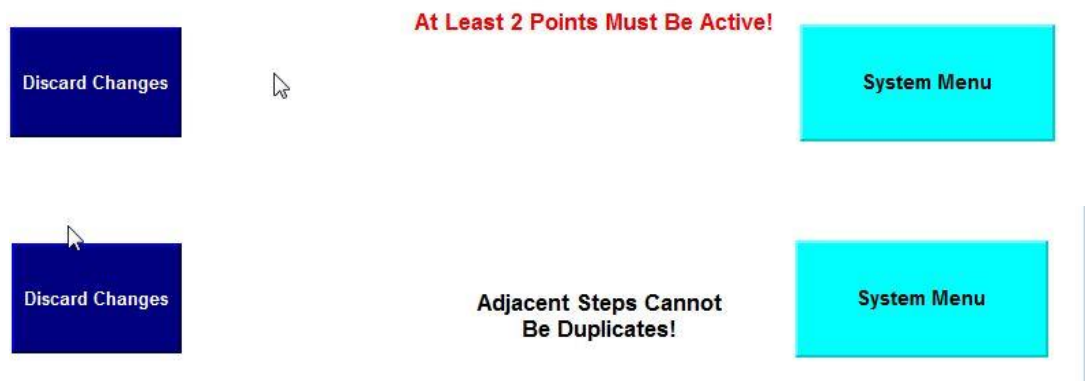 At Least 2 Points Must Be Active!
Discard Changes
System Menu
Discard Changes
Adjacent Steps Cannot
Be Duplicates!
System Menu